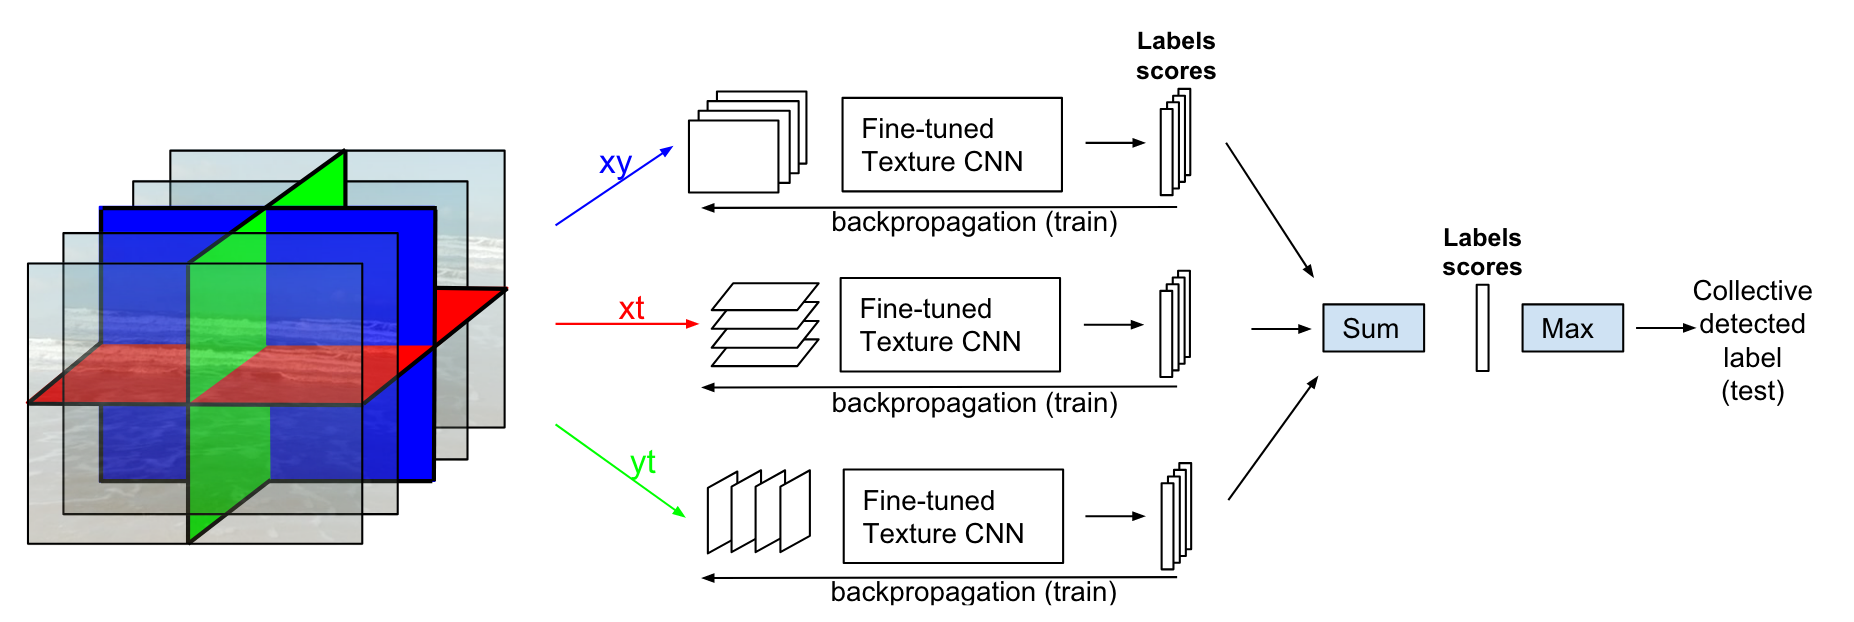 Labels
scores
xy
Fine-tuned
Texture CNN
backpropagation (train)
xt
Fine-tuned
Texture CNN
backpropagation (train)
yt
Fine-tuned
Texture CNN
backpropagation (train)
Sum
Labels
scores
Max
Collective
detected
label
(test)